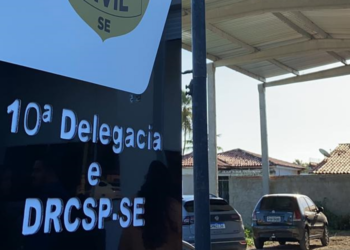 CIVIL
SE
10ª Delegacia
e
DRCSP-SE